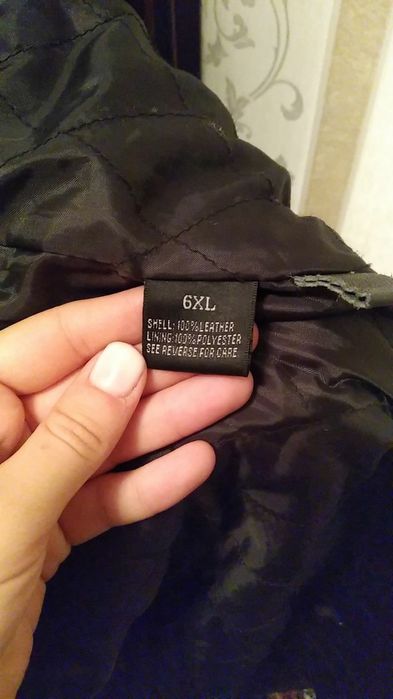 6XL
SHELL: 100%LEATHER
LINING:100%POLYESTER
SEE REVERSE FOR CARE